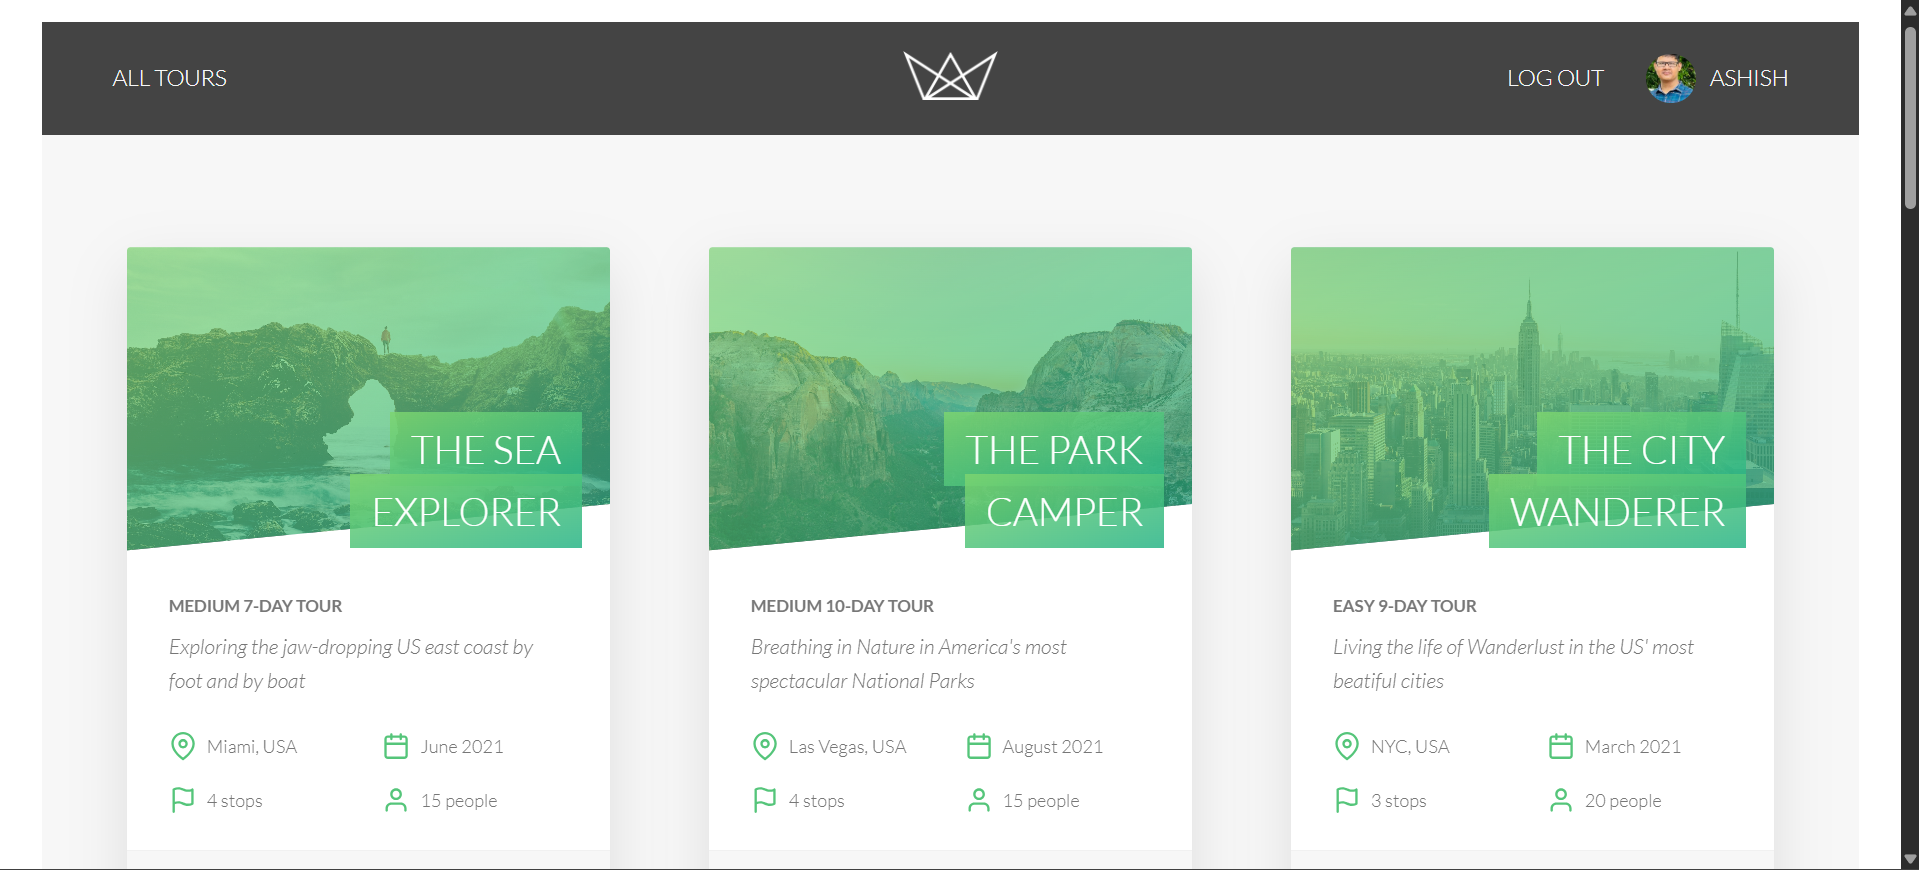 ALL TOURS
LOG OUT
ASHISH
THE SEA
EXPLORER
MEDIUM 7-DAY TOUR
Exploring the jaw-dropping US east coast by
foot and by boat
Miami, USA
June 2021
4 stops
15 people
THE PARK
CAMPER
MEDIUM 10-DAY TOUR
Breathing in Nature in America's most
spectacular National Parks
Las Vegas, USA
August 2021
4 stops
15 people
THE CITY
WANDERER
EASY 9-DAY TOUR
Living the life of Wanderlust in the US' most
beatiful cities
NYC, USA
March 2021
3 stops
20 people